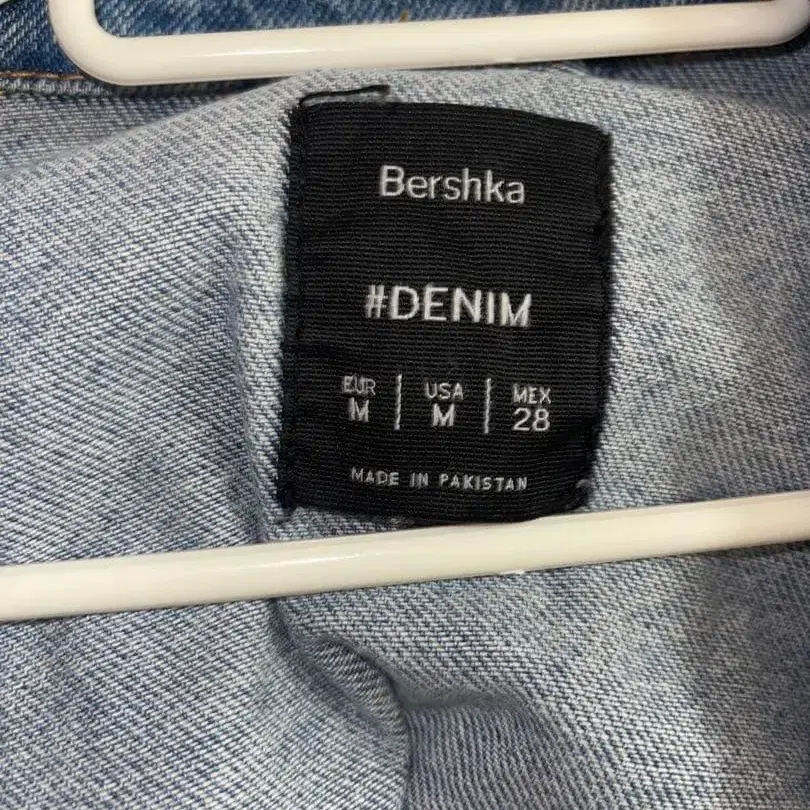 Bershka
#DENIM
EUR | USA | MEX
M | M | 28
MADE IN PAKISTAN